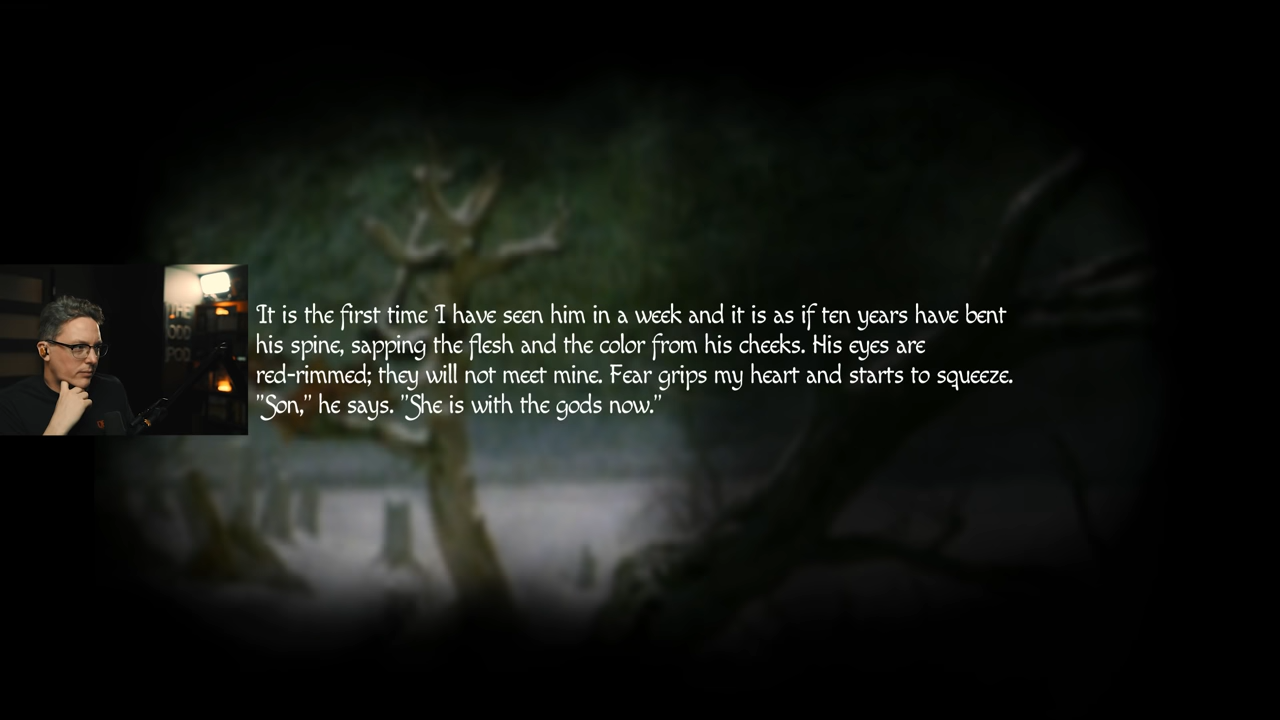 THE
ODD
POD
It is the first time I have seen him in a week and it is as if ten years have bent
his spine, sapping the flesh and the color from his cheeks. His eyes are
red-rimmed; they will not meet mine. Fear grips my heart and starts to squeeze.
"Son," he says. "She is with the gods now."